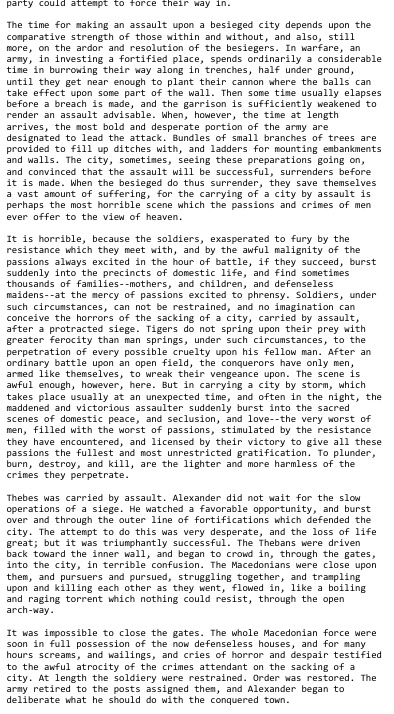 party could attempt to force their way in.
The time for making an assault upon a besieged city depends upon the
comparative strength of those within and without, and also, still
more, on the ardor and resolution of the besiegers. In warfare, an
army, in investing a fortified place, spends ordinarily a considerable
time in burrowing their way along in trenches, half under ground,
until they get near enough to plant their cannon where the balls can
take effect upon some part of the wall. Then some time usually elapses
before a breach is made, and the garrison is sufficiently weakened to
render an assault advisable. When, however, the time at length
arrives, the most bold and desperate portion of the army are
designated to lead the attack. Bundles of small branches of trees are
provided to fill up ditches with, and ladders for mounting embankments
and walls. The city, sometimes, seeing these preparations going on,
and convinced that the assault will be successful, surrenders before
it is made. When the besieged do thus surrender, they save themselves
a vast amount of suffering, for the carrying of a city by assault is
perhaps the most horrible scene which the passions and crimes of men
ever offer to the view of heaven.
It is horrible, because the soldiers, exasperated to fury by the
resistance which they meet with, and by the awful malignity of the
passions always excited in the hour of battle, if they succeed, burst
suddenly into the precincts of domestic life, and find sometimes
thousands of families--mothers, and children, and defenseless
maidens--at the mercy of passions excited to phrensy. Soldiers, under
such circumstances, can not be restrained, and no imagination can
conceive the horrors of the sacking of a city, carried by assault,
after a protracted siege. Tigers do not spring upon their prey with
greater ferocity than man springs, under such circumstances, to the
perpetration of every possible cruelty upon his fellow man. After an
ordinary battle upon an open field, the conquerors have only men,
armed like themselves, to wreak their vengeance upon. The scene is
awful enough, however, here. But in carrying a city by storm, which
takes place usually at an unexpected time, and often in the night, the
maddened and victorious assaulter suddenly burst into the sacred
scenes of domestic peace, and seclusion, and love--the very worst of
men, filled with the worst of passions, stimulated by the resistance
they have encountered, and licensed by their victory to give all these
passions the fullest and most unrestricted gratification. To plunder,
burn, destroy, and kill, are the lighter and more harmless of the
crimes they perpetrate.
Thebes was carried by assault. Alexander did not wait for the slow
operations of a siege. He watched a favorable opportunity, and burst
over and through the outer line of fortifications which defended the
city. The attempt to do this was very desperate, and the loss of life
great; but it was triumphantly successful. The Thebans were driven
back toward the inner wall, and began to crowd in, through the gates,
into the city, in terrible confusion. The Macedonians were close upon
them, and pursuers and pursued, struggling together, and trampling
upon and killing each other as they went, flowed in, like a boiling
and raging torrent which nothing could resist, through the open
arch-way.
It was impossible to close the gates. The whole Macedonian force were
soon in full possession of the now defenseless houses, and for many
hours screams, and wailings, and cries of horror and despair testified
to the awful atrocity of the crimes attendant on the sacking of a
city. At length the soldiery were restrained. Order was restored. The
army retired to the posts assigned them, and Alexander began to
deliberate what he should do with the conquered town.